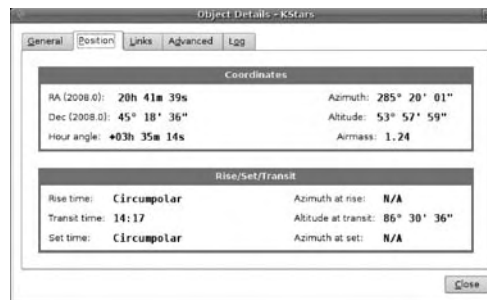 Object Details - KStars
General Position Links Advanced Log
Coordinates
RA (2008.0): 20h 41m 39s Azimuth: 285° 20' 01"
Dec (2008.0): 45° 18' 36" Altitude: 53° 57' 59"
Hour angle: +03h 35m 14s Airmass: 1.24
Rise/Set/Transit
Rise time: Circumpolar Azimuth at rise: N/A
Transit time: 14:17 Altitude at transit: 86° 30' 36"
Set time: Circumpolar Azimuth at set: N/A
Close